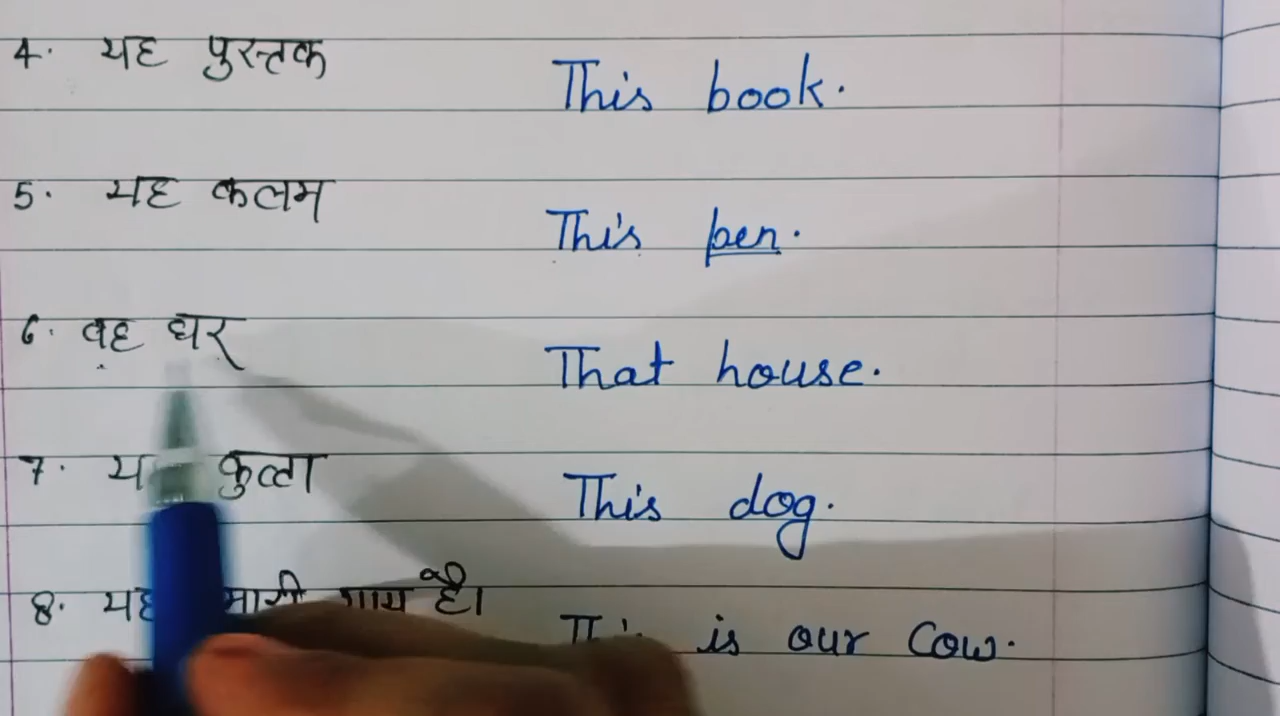 4. यह पुस्तक This book.
5. यह कलम This pen.
6. वह घर That house.
7. कुत्ता This dog.
8. यह गाय है। is our Cow.